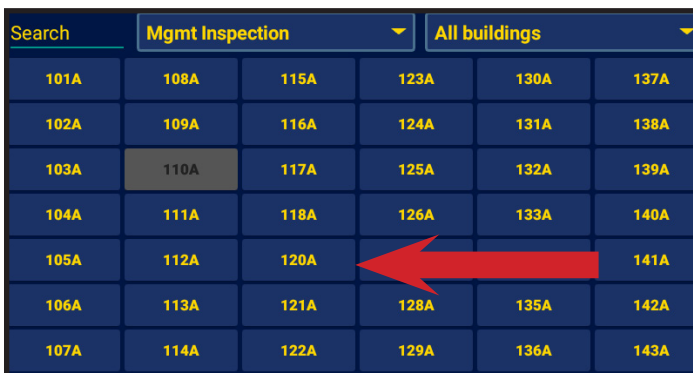 Search Mgmt Inspection All buildings
101A 108A 115A 123A 130A 137A
102A 109A 116A 124A 131A 138A
103A 110A 117A 125A 132A 139A
104A 111A 118A 126A 133A 140A
105A 112A 120A 141A
106A 113A 121A 128A 135A 142A
107A 114A 122A 129A 136A 143A